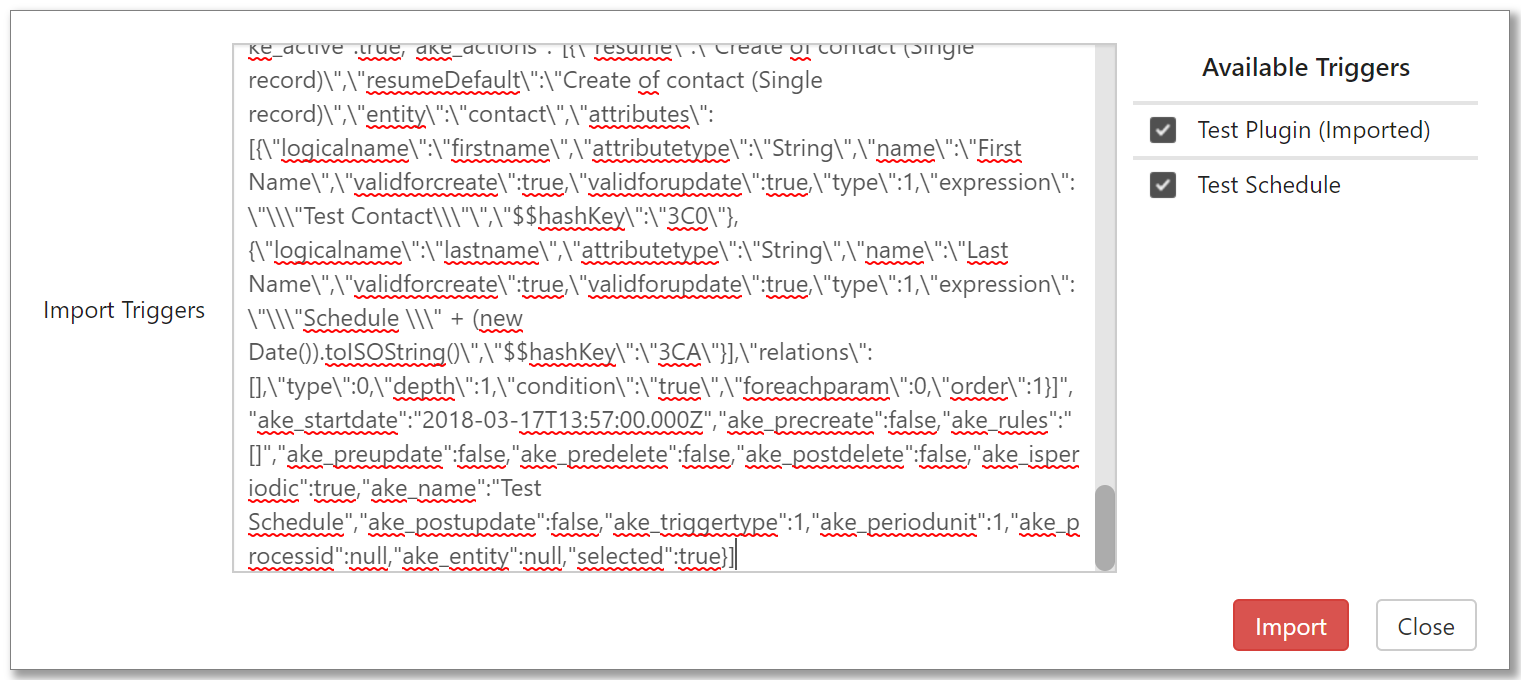 Import Triggers
ke_active":true,"ake_actions":"[{\"resume\":\"Create of contact (Single
record)\",\"resumeDefault\":\"Create of contact (Single
record)\",\"entity\":\"contact\",\"attributes\":
[{\"logicalname\":\"firstname\",\"attributetype\":\"String\",\"name\":\"First
Name\",\"validforcreate\":true,\"validforupdate\":true,\"type\":1,\"expression\":
\"\\\"Test Contact\\\"\",\"$$hashKey\":\"3C0\"},
{\"logicalname\":\"lastname\",\"attributetype\":\"String\",\"name\":\"Last
Name\",\"validforcreate\":true,\"validforupdate\":true,\"type\":1,\"expression\":
\"\\\"Schedule \\\" + (new
Date()).toISOString()\",\"$$hashKey\":\"3CA\"}],\"relations\":
[],\"type\":0,\"depth\":1,\"condition\":\"true\",\"foreachparam\":0,\"order\":1}]",
"ake_startdate":"2018-03-17T13:57:00.000Z","ake_precreate":false,"ake_rules":"
[]","ake_preupdate":false,"ake_predelete":false,"ake_postdelete":false,"ake_isper
iodic":true,"ake_name":"Test
Schedule","ake_postupdate":false,"ake_triggertype":1,"ake_periodunit":1,"ake_p
rocessid":null,"ake_entity":null,"selected":true}]
Available Triggers
Test Plugin (Imported)
Test Schedule
Import
Close